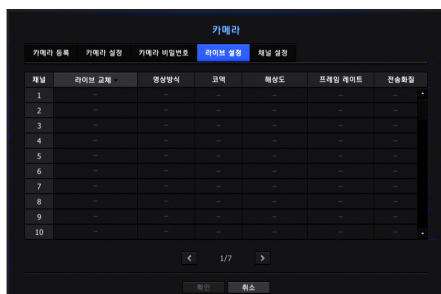 카메라
카메라 등록 카메라 설정 카메라 비밀번호 라이브 설정 채널 설정
채널 라이브 교체 영상방식 코덱 해상도 프레임 레이트 전송화질
1 -- -- -- -- -- --
2 -- -- -- -- -- --
3 -- -- -- -- -- --
4 -- -- -- -- -- --
5 -- -- -- -- -- --
6 -- -- -- -- -- --
7 -- -- -- -- -- --
8 -- -- -- -- -- --
9 -- -- -- -- -- --
10 -- -- -- -- -- --
< 1/7 >
확인 취소